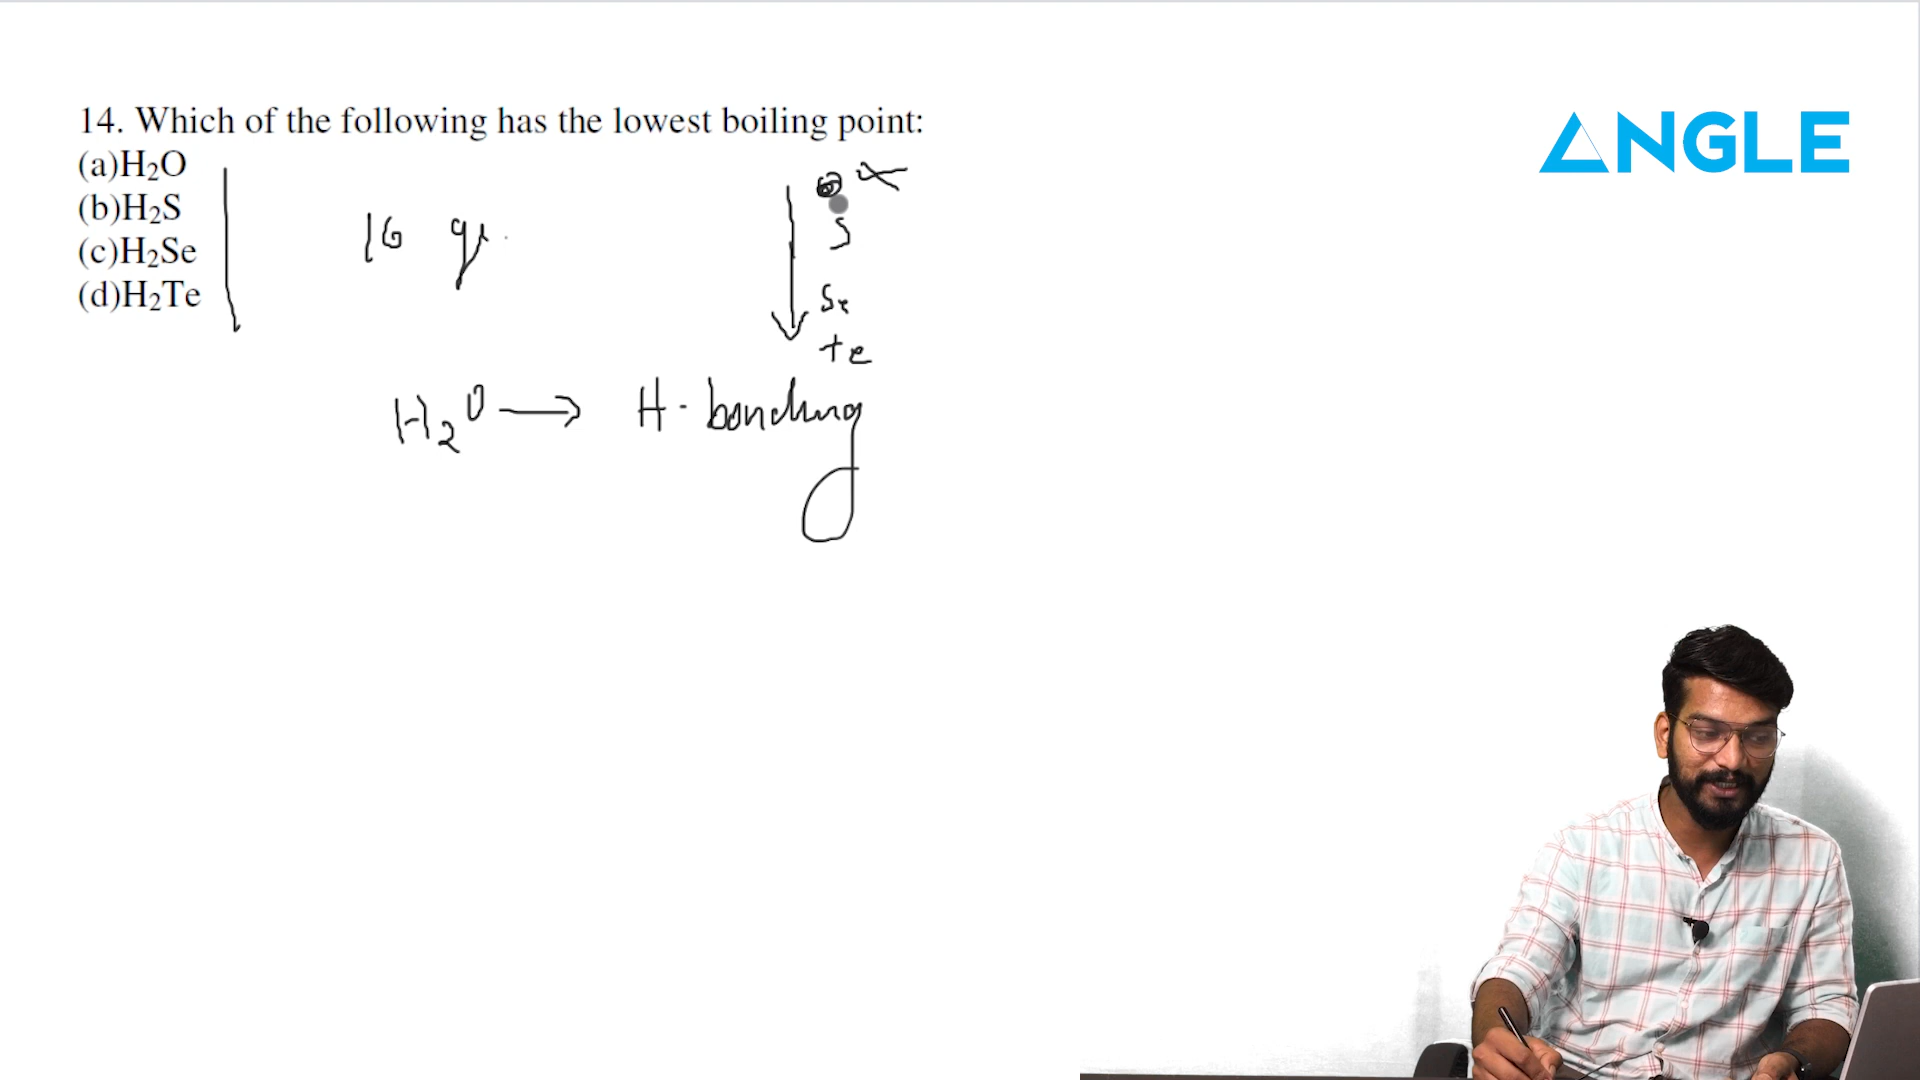 14. Which of the following has the lowest boiling point:
(a)H₂O
(b)H₂S
(c)H₂Se
(d)H₂Te
16 gr.
S
Se
te
H₂O → H-bonding
ΔNGLE